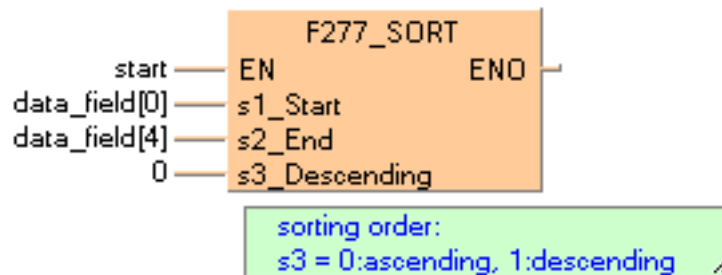 F277_SORT
start EN ENO
data_field[0] s1_Start
data_field[4] s2_End
0 s3_Descending
sorting order:
s3 = 0:ascending, 1:descending